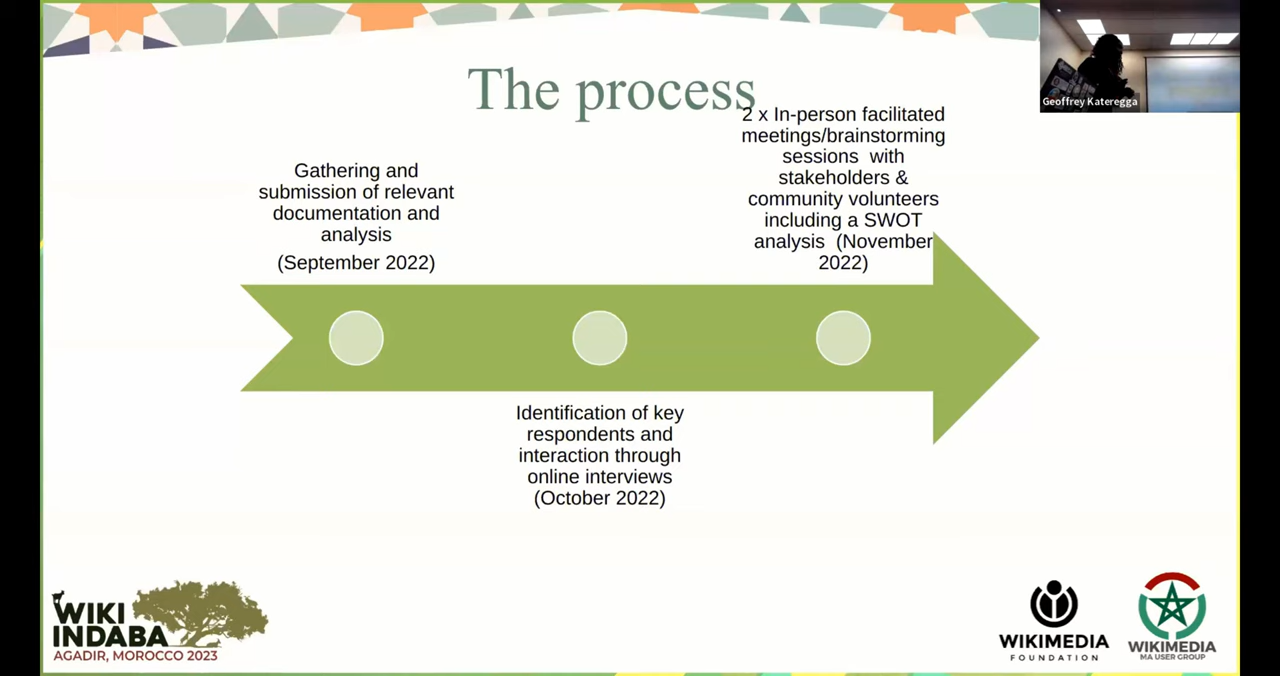 The process
Geoffrey Kateregga
Gathering and
submission of relevant
documentation and
analysis
(September 2022)
Identification of key
respondents and
interaction through
online interviews
(October 2022)
2 x In-person facilitated
meetings/brainstorming
sessions with
stakeholders &
community volunteers
including a SWOT
analysis (November
2022)
WIKI
INDABA
AGADIR, MOROCCO 2023
WIKIMEDIA
FOUNDATION
WIKIMEDIA
MA USER GROUP